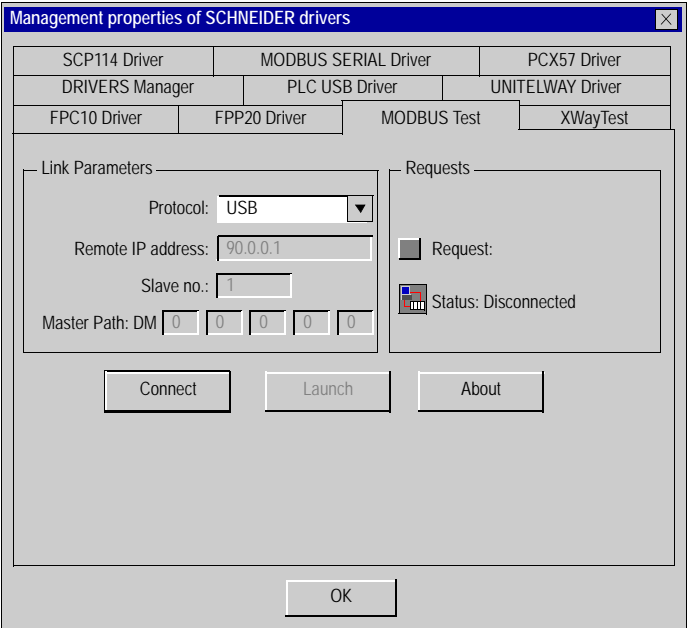 Management properties of SCHNEIDER drivers
SCP114 Driver MODBUS SERIAL Driver PCX57 Driver
DRIVERS Manager PLC USB Driver UNITELWAY Driver
FPC10 Driver FPP20 Driver MODBUS Test XWayTest
Link Parameters Requests
Protocol: USB
Remote IP address: 90.0.0.1 Request:
Slave no.: 1
Status: Disconnected
Master Path: DM 0 0 0 0 0
Connect Launch About
OK